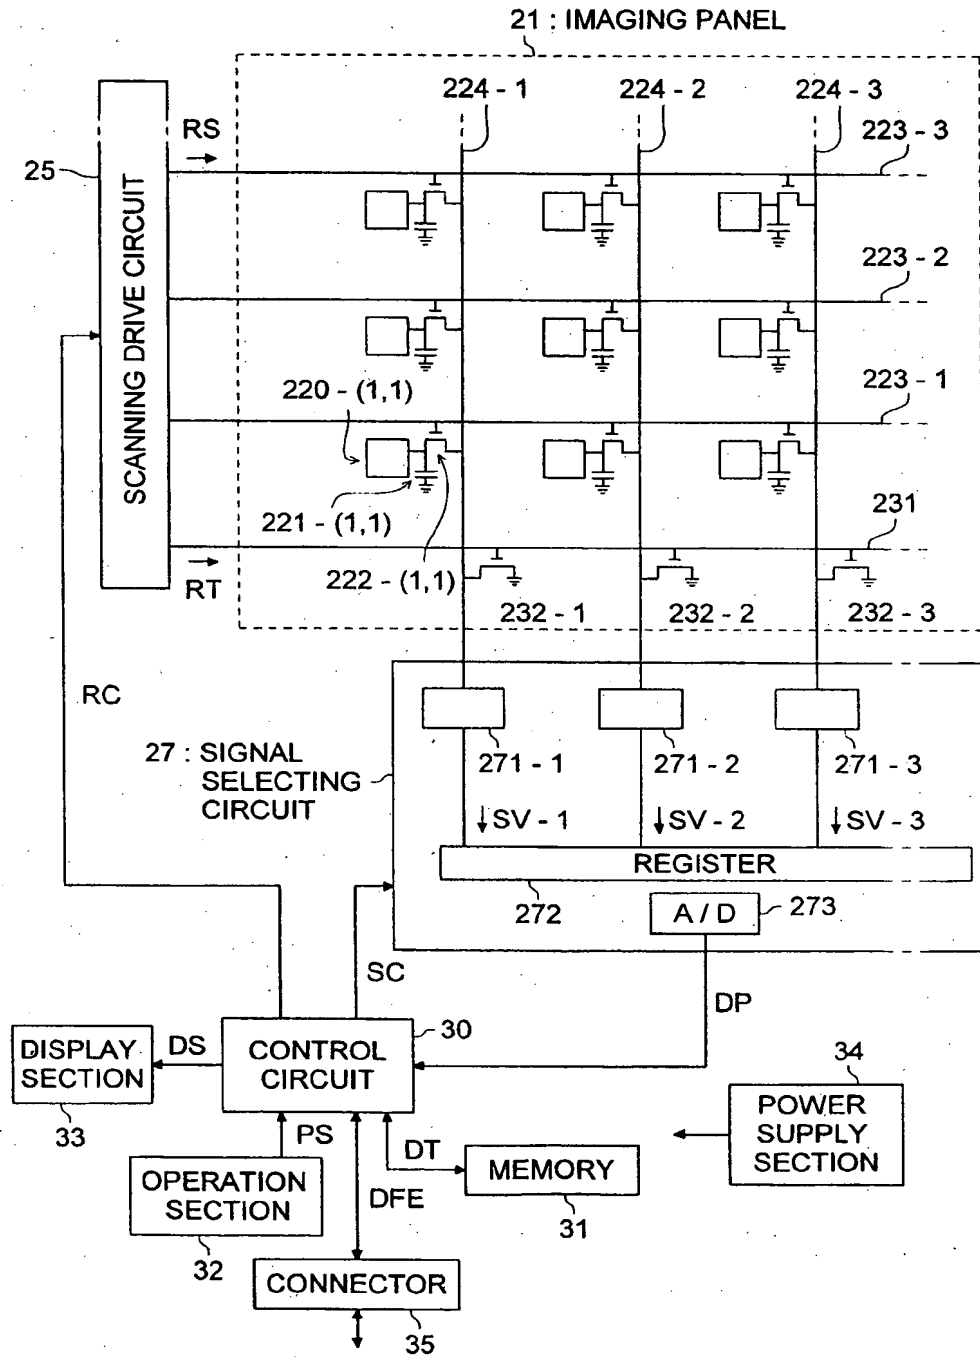 21 : IMAGING PANEL
224 - 1
224 - 2
224 - 3
RS
223 - 3
25
SCANNING DRIVE CIRCUIT
223 - 2
220 - (1,1)
223 - 1
221 - (1,1)
222 - (1,1)
231
RT
232 - 1
232 - 2
232 - 3
RC
27 : SIGNAL
SELECTING
CIRCUIT
271 - 1
271 - 2
271 - 3
SV - 1
SV - 2
SV - 3
REGISTER
272
A / D
273
SC
DP
30
DISPLAY
SECTION
DS
CONTROL
CIRCUIT
34
33
PS
POWER
SUPPLY
SECTION
OPERATION
SECTION
DT
MEMORY
DFE
31
32
CONNECTOR
35